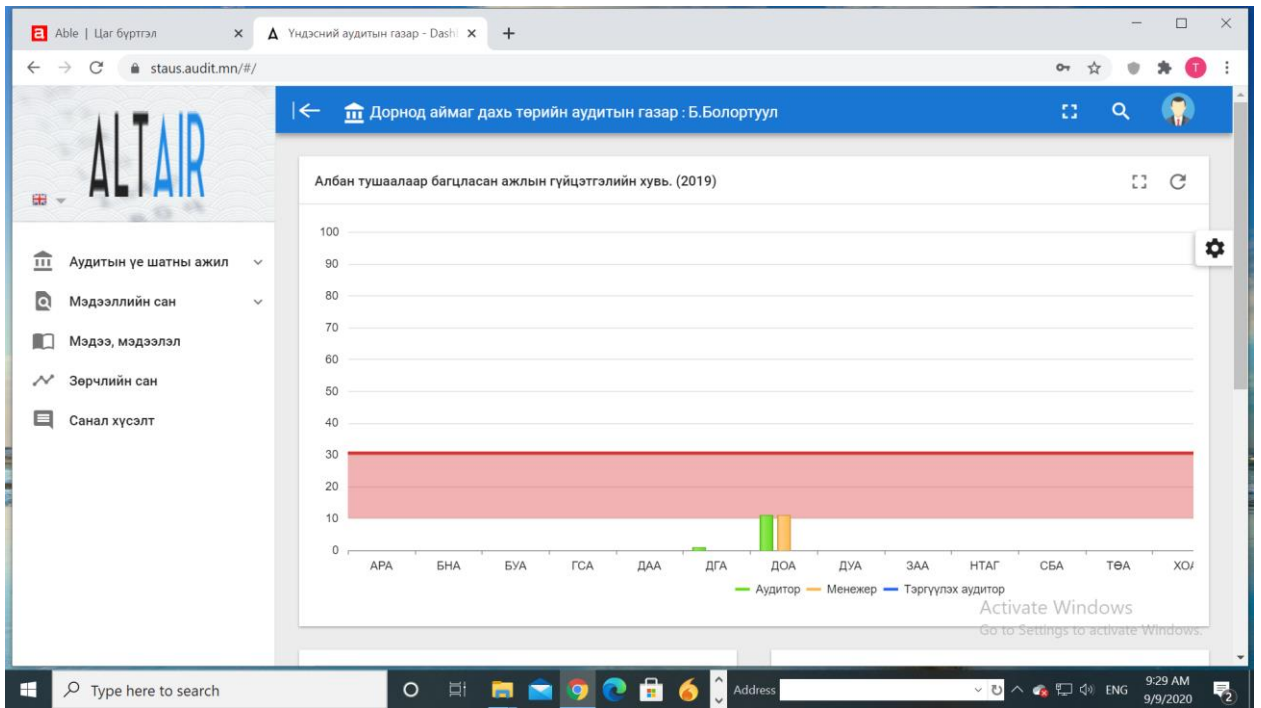 Able | Цаг бүртгэл
Үндэсний аудитын газар - Dash
staus.audit.mn/#/
T
ALTAIR
Дорнод аймаг дахь төрийн аудитын газар : Б.Болортуул
Аудитын үе шатны ажил
Мэдээллийн сан
Мэдээ, мэдээлэл
Зөрчлийн сан
Санал хүсэлт
Албан тушаалаар багцласан ажлын гүйцэтгэлийн хувь. (2019)
100
90
80
70
60
50
40
30
20
10
0
АРА БНА БУА ГСА ДАА ДГА ДОА ДУА ЗАА НТАГ СБА ТӨА ХОА
Аудитор Менежер Тэргүүлэх аудитор
Activate Windows
Go to Settings to activate Windows.
Type here to search
Address
ENG
9:29 AM
9/9/2020
2